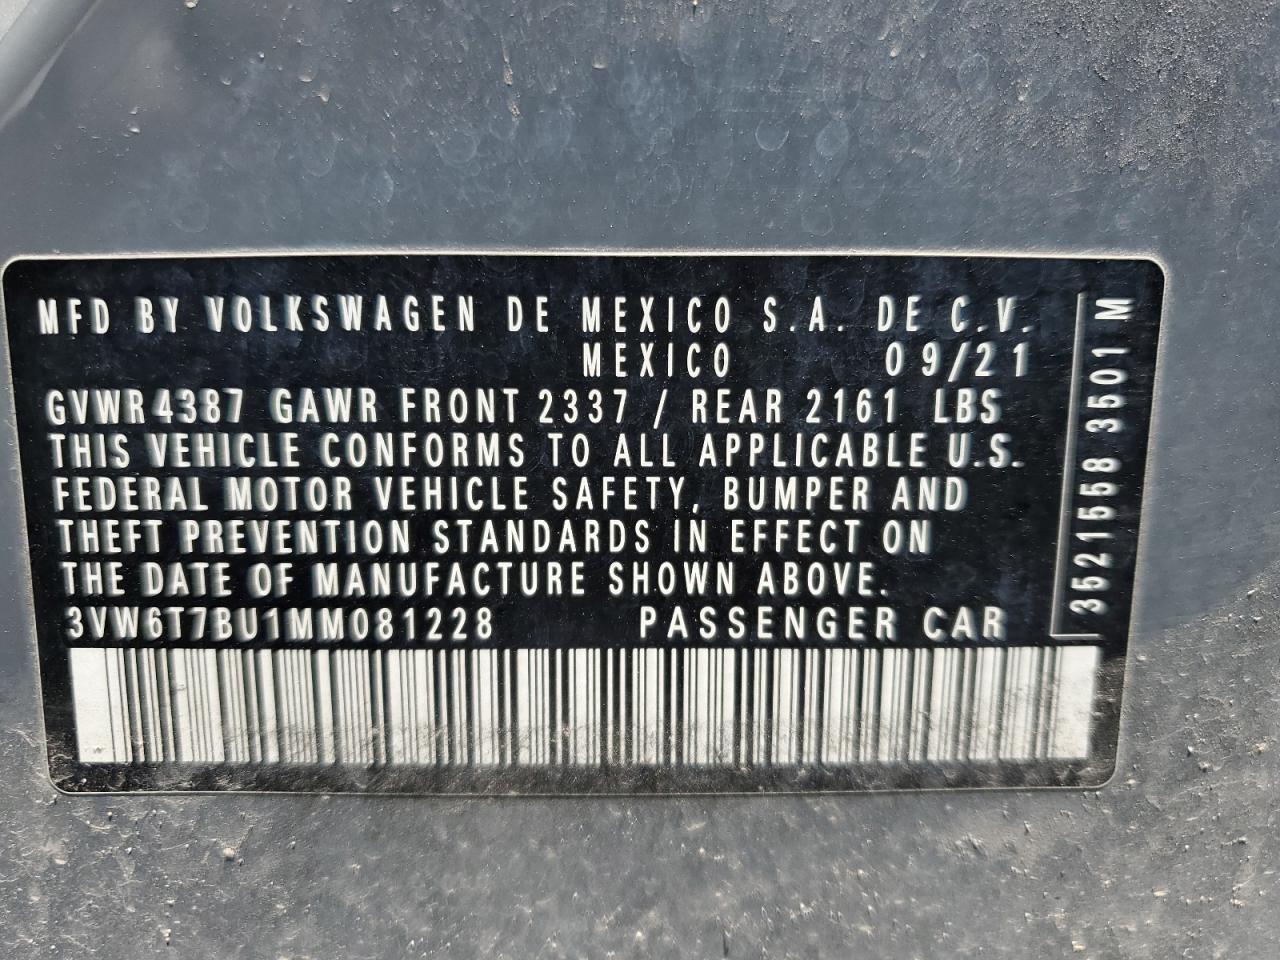 MFD BY VOLKSWAGEN DE MEXICO S.A. DE C.V.
MEXICO 09/21
GVWR 4387 GAWR FRONT 2337 / REAR 2161 LBS
THIS VEHICLE CONFORMS TO ALL APPLICABLE U.S.
FEDERAL MOTOR VEHICLE SAFETY, BUMPER AND
THEFT PREVENTION STANDARDS IN EFFECT ON
THE DATE OF MANUFACTURE SHOWN ABOVE.
3VW6T7BU1MM081228 PASSENGER CAR
3521558 3501 M